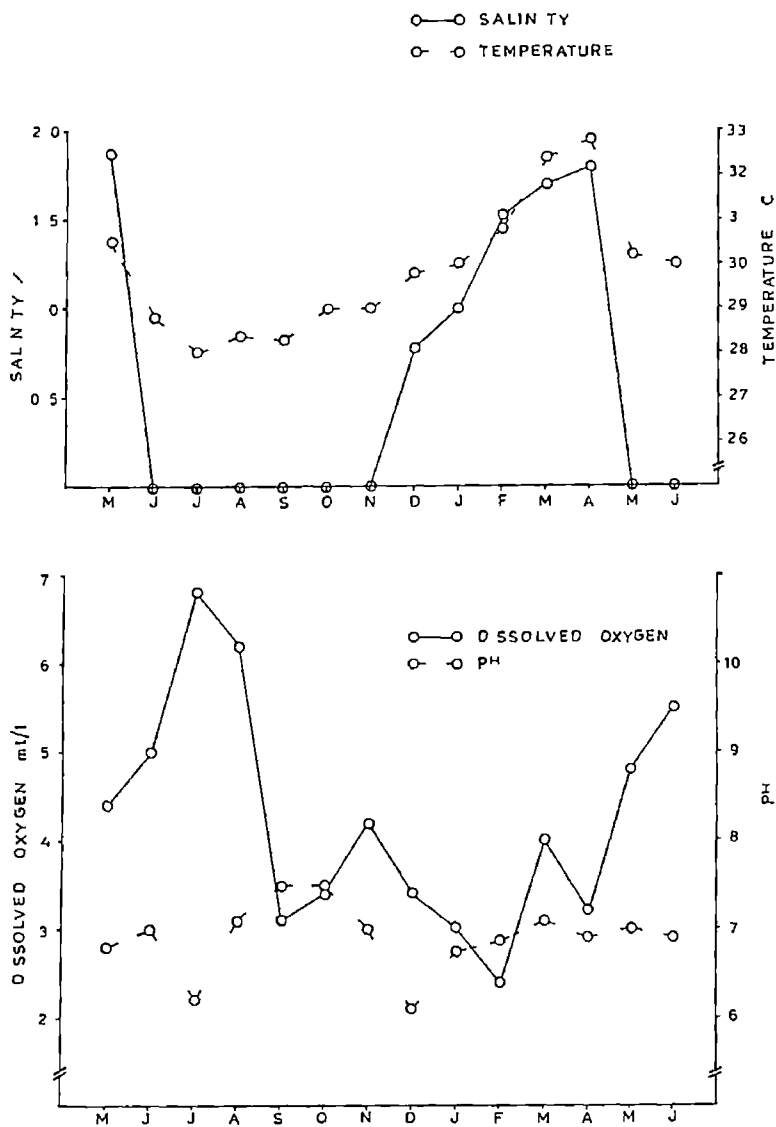 SALIN TY
TEMPERATURE
2 0
1 5
0
0 5
SAL N TY /
33
32
3
30
29
28
27
26
TEMPERATURE C
M J J A S O N D J F M A M J
7
6
5
4
3
2
D SSOLVED OXYGEN ml/l
D SSOLVED OXYGEN
PH
10
9
8
7
6
PH
M J J A S O N D J F M A M J